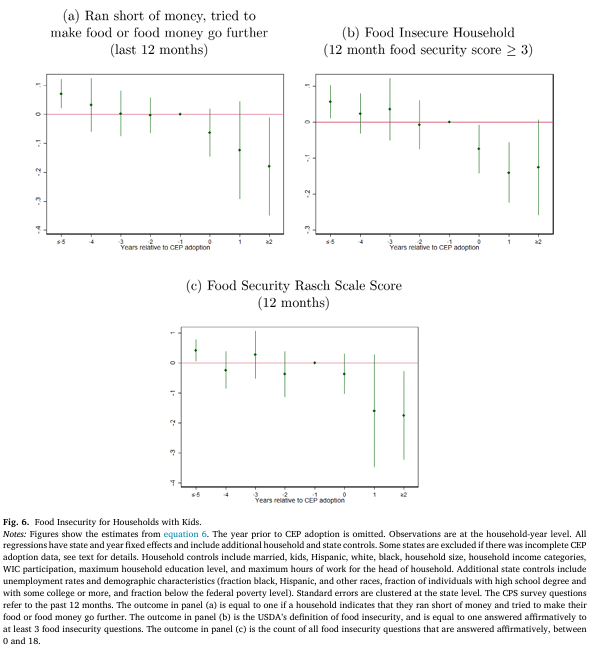 (a) Ran short of money, tried to
make food or food money go further
(last 12 months)
.1
0
-.1
-.2
-.3
-.4
≤-5 -4 -3 -2 -1 0 1 ≥2
Years relative to CEP adoption
(b) Food Insecure Household
(12 month food security score ≥ 3)
.1
0
-.1
-.2
-.3
≤-5 -4 -3 -2 -1 0 1 ≥2
Years relative to CEP adoption
(c) Food Security Rasch Scale Score
(12 months)
1
0
-1
-2
-3
-4
≤-5 -4 -3 -2 -1 0 1 ≥2
Years relative to CEP adoption
Fig. 6. Food Insecurity for Households with Kids.
Notes: Figures show the estimates from equation 6. The year prior to CEP adoption is omitted. Observations are at the household-year level. All
regressions have state and year fixed effects and include additional household and state controls. Some states are excluded if there was incomplete CEP
adoption data, see text for details. Household controls include married, kids, Hispanic, white, black, household size, household income categories,
WIC participation, maximum household education level, and maximum hours of work for the head of household. Additional state controls include
unemployment rates and demographic characteristics (fraction black, Hispanic, and other races, fraction of individuals with high school degree and
with some college or more, and fraction below the federal poverty level). Standard errors are clustered at the state level. The CPS survey questions
refer to the past 12 months. The outcome in panel (a) is equal to one if a household indicates that they ran short of money and tried to make their
food or food money go further. The outcome in panel (b) is the USDA's definition of food insecurity, and is equal to one answered affirmatively to
at least 3 food insecurity questions. The outcome in panel (c) is the count of all food insecurity questions that are answered affirmatively, between
0 and 18.